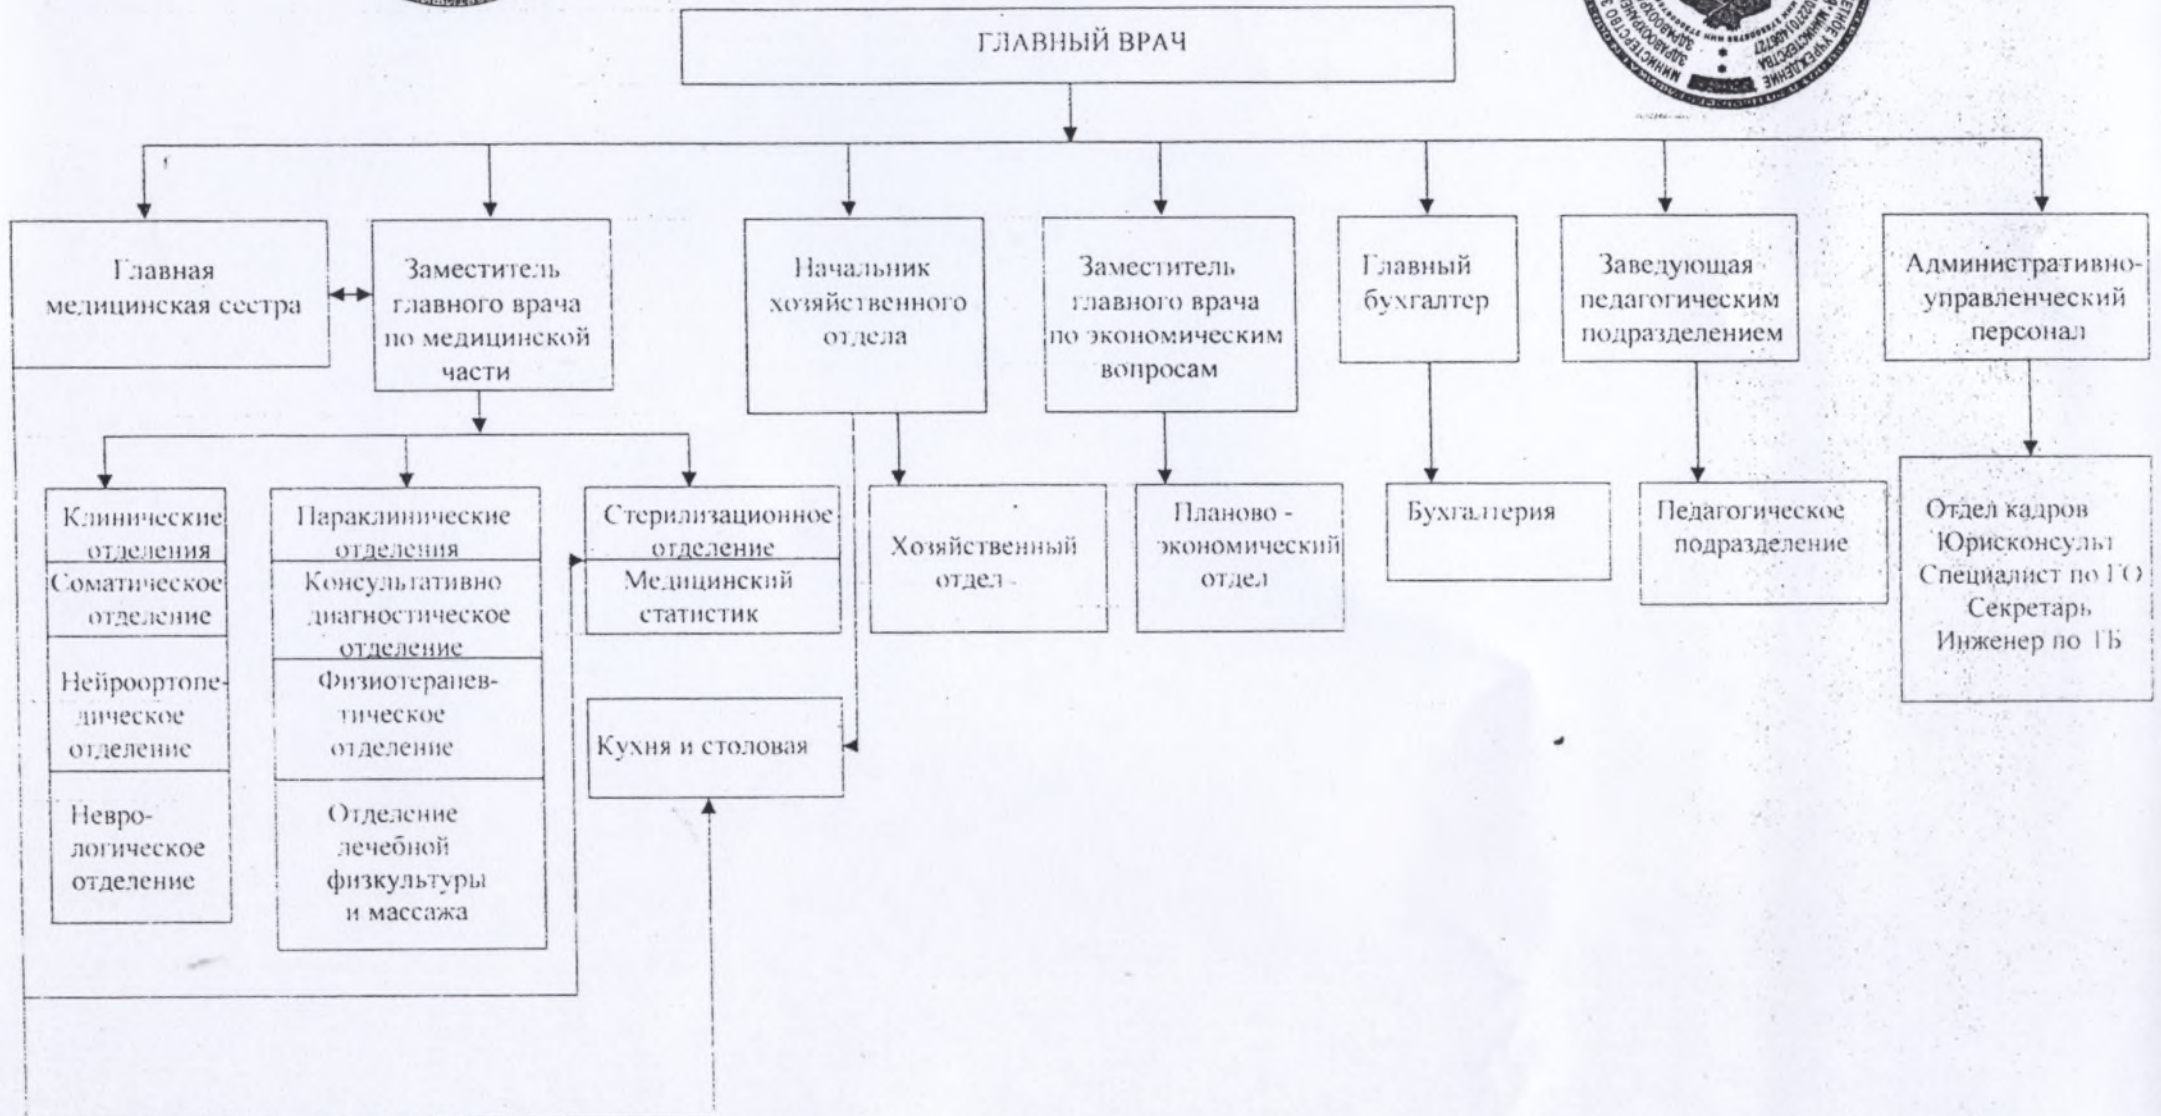 ГЛАВНЫЙ ВРАЧ
Главная
медицинская сестра
Заместитель
главного врача
по медицинской
части
Начальник
хозяйственного
отдела
Заместитель
главного врача
по экономическим
вопросам
Главный
бухгалтер
Заведующая
педагогическим
подразделением
Административно-
управленческий
персонал
Клинические
отделения
Соматическое
отделение
Нейроортопе-
дическое
отделение
Невро-
логическое
отделение
Параклинические
отделения
Консультативно
диагностическое
отделение
Физиотерапев-
тическое
отделение
Отделение
лечебной
физкультуры
и массажа
Стерилизационное
отделение
Медицинский
статистик
Кухня и столовая
Хозяйственный
отдел
Планово -
экономический
отдел
Бухгалтерия
Педагогическое
подразделение
Отдел кадров
Юрисконсульт
Специалист по ГО
Секретарь
Инженер по ТБ